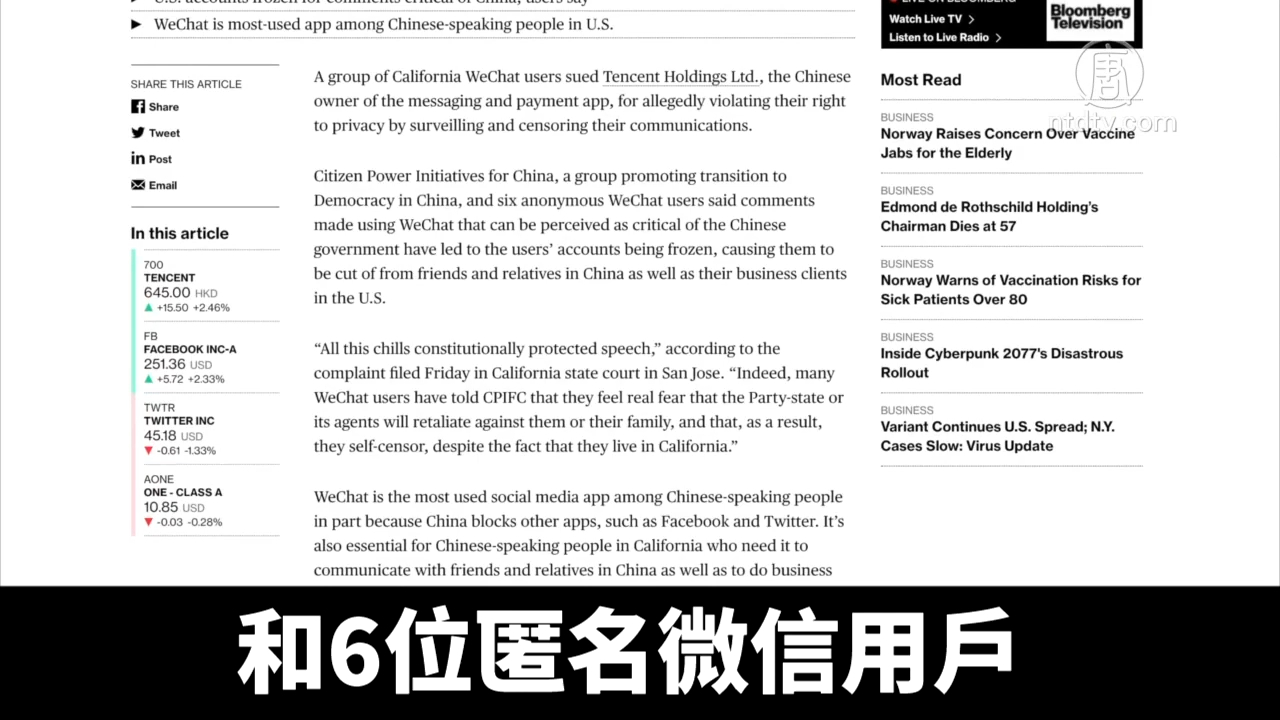 U.S. accounts frozen for comments critical of China, users say
WeChat is most-used app among Chinese-speaking people in U.S.
SHARE THIS ARTICLE
Share
Tweet
Post
Email
In this article
700
TENCENT
645.00 HKD
▲ +15.50 +2.46%
FB
FACEBOOK INC-A
251.36 USD
▲ +5.72 +2.33%
TWTR
TWITTER INC
45.18 USD
▼ -0.61 -1.33%
AONE
ONE - CLASS A
10.85 USD
▼ -0.03 -0.28%
A group of California WeChat users sued Tencent Holdings Ltd., the Chinese
owner of the messaging and payment app, for allegedly violating their right
to privacy by surveilling and censoring their communications.
Citizen Power Initiatives for China, a group promoting transition to
Democracy in China, and six anonymous WeChat users said comments
made using WeChat that can be perceived as critical of the Chinese
government have led to the users’ accounts being frozen, causing them to
be cut of from friends and relatives in China as well as their business clients
in the U.S.
“All this chills constitutionally protected speech,” according to the
complaint filed Friday in California state court in San Jose. “Indeed, many
WeChat users have told CPIFC that they feel real fear that the Party-state or
its agents will retaliate against them or their family, and that, as a result,
they self-censor, despite the fact that they live in California.”
WeChat is the most used social media app among Chinese-speaking people
in part because China blocks other apps, such as Facebook and Twitter. It’s
also essential for Chinese-speaking people in California who need it to
communicate with friends and relatives in China as well as to do business
LIVE ON BLOOMBERG
Watch Live TV
Listen to Live Radio
Bloomberg
Television
Most Read
BUSINESS
Norway Raises Concern Over Vaccine
Jabs for the Elderly
BUSINESS
Edmond de Rothschild Holding’s
Chairman Dies at 57
BUSINESS
Norway Warns of Vaccination Risks for
Sick Patients Over 80
BUSINESS
Inside Cyberpunk 2077's Disastrous
Rollout
BUSINESS
Variant Continues U.S. Spread; N.Y.
Cases Slow: Virus Update
ntdtv.com
和6位匿名微信用戶